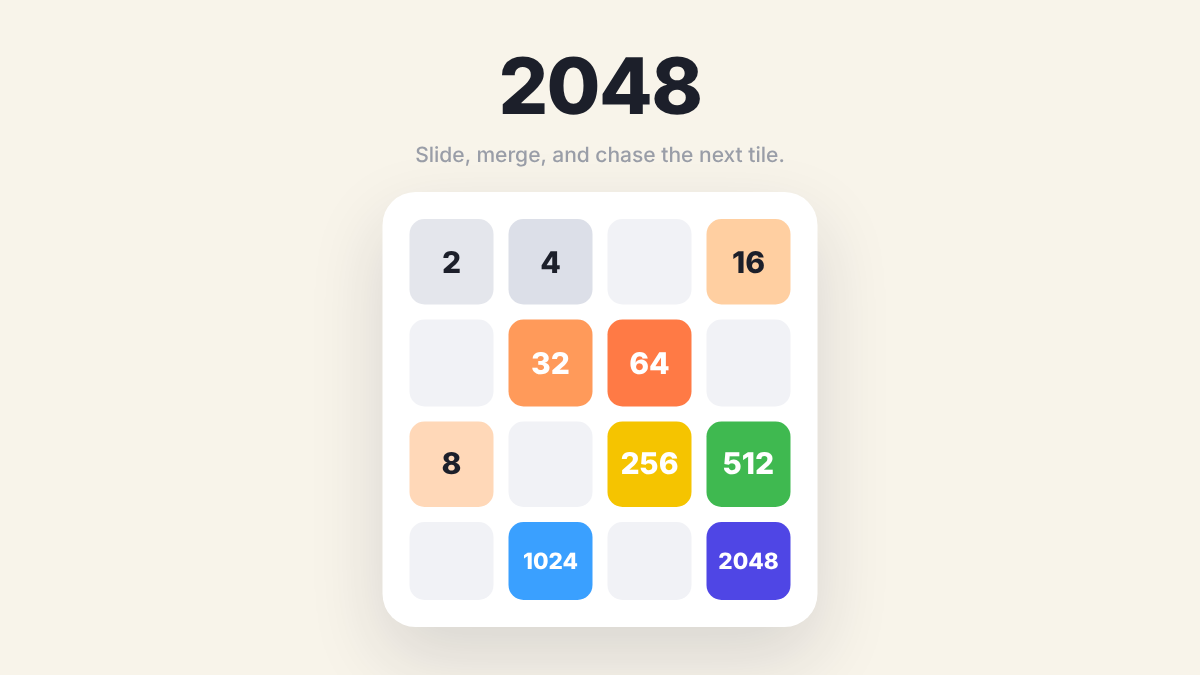 2048
Slide, merge, and chase the next tile.
2 4 16
32 64
8 256 512
1024 2048